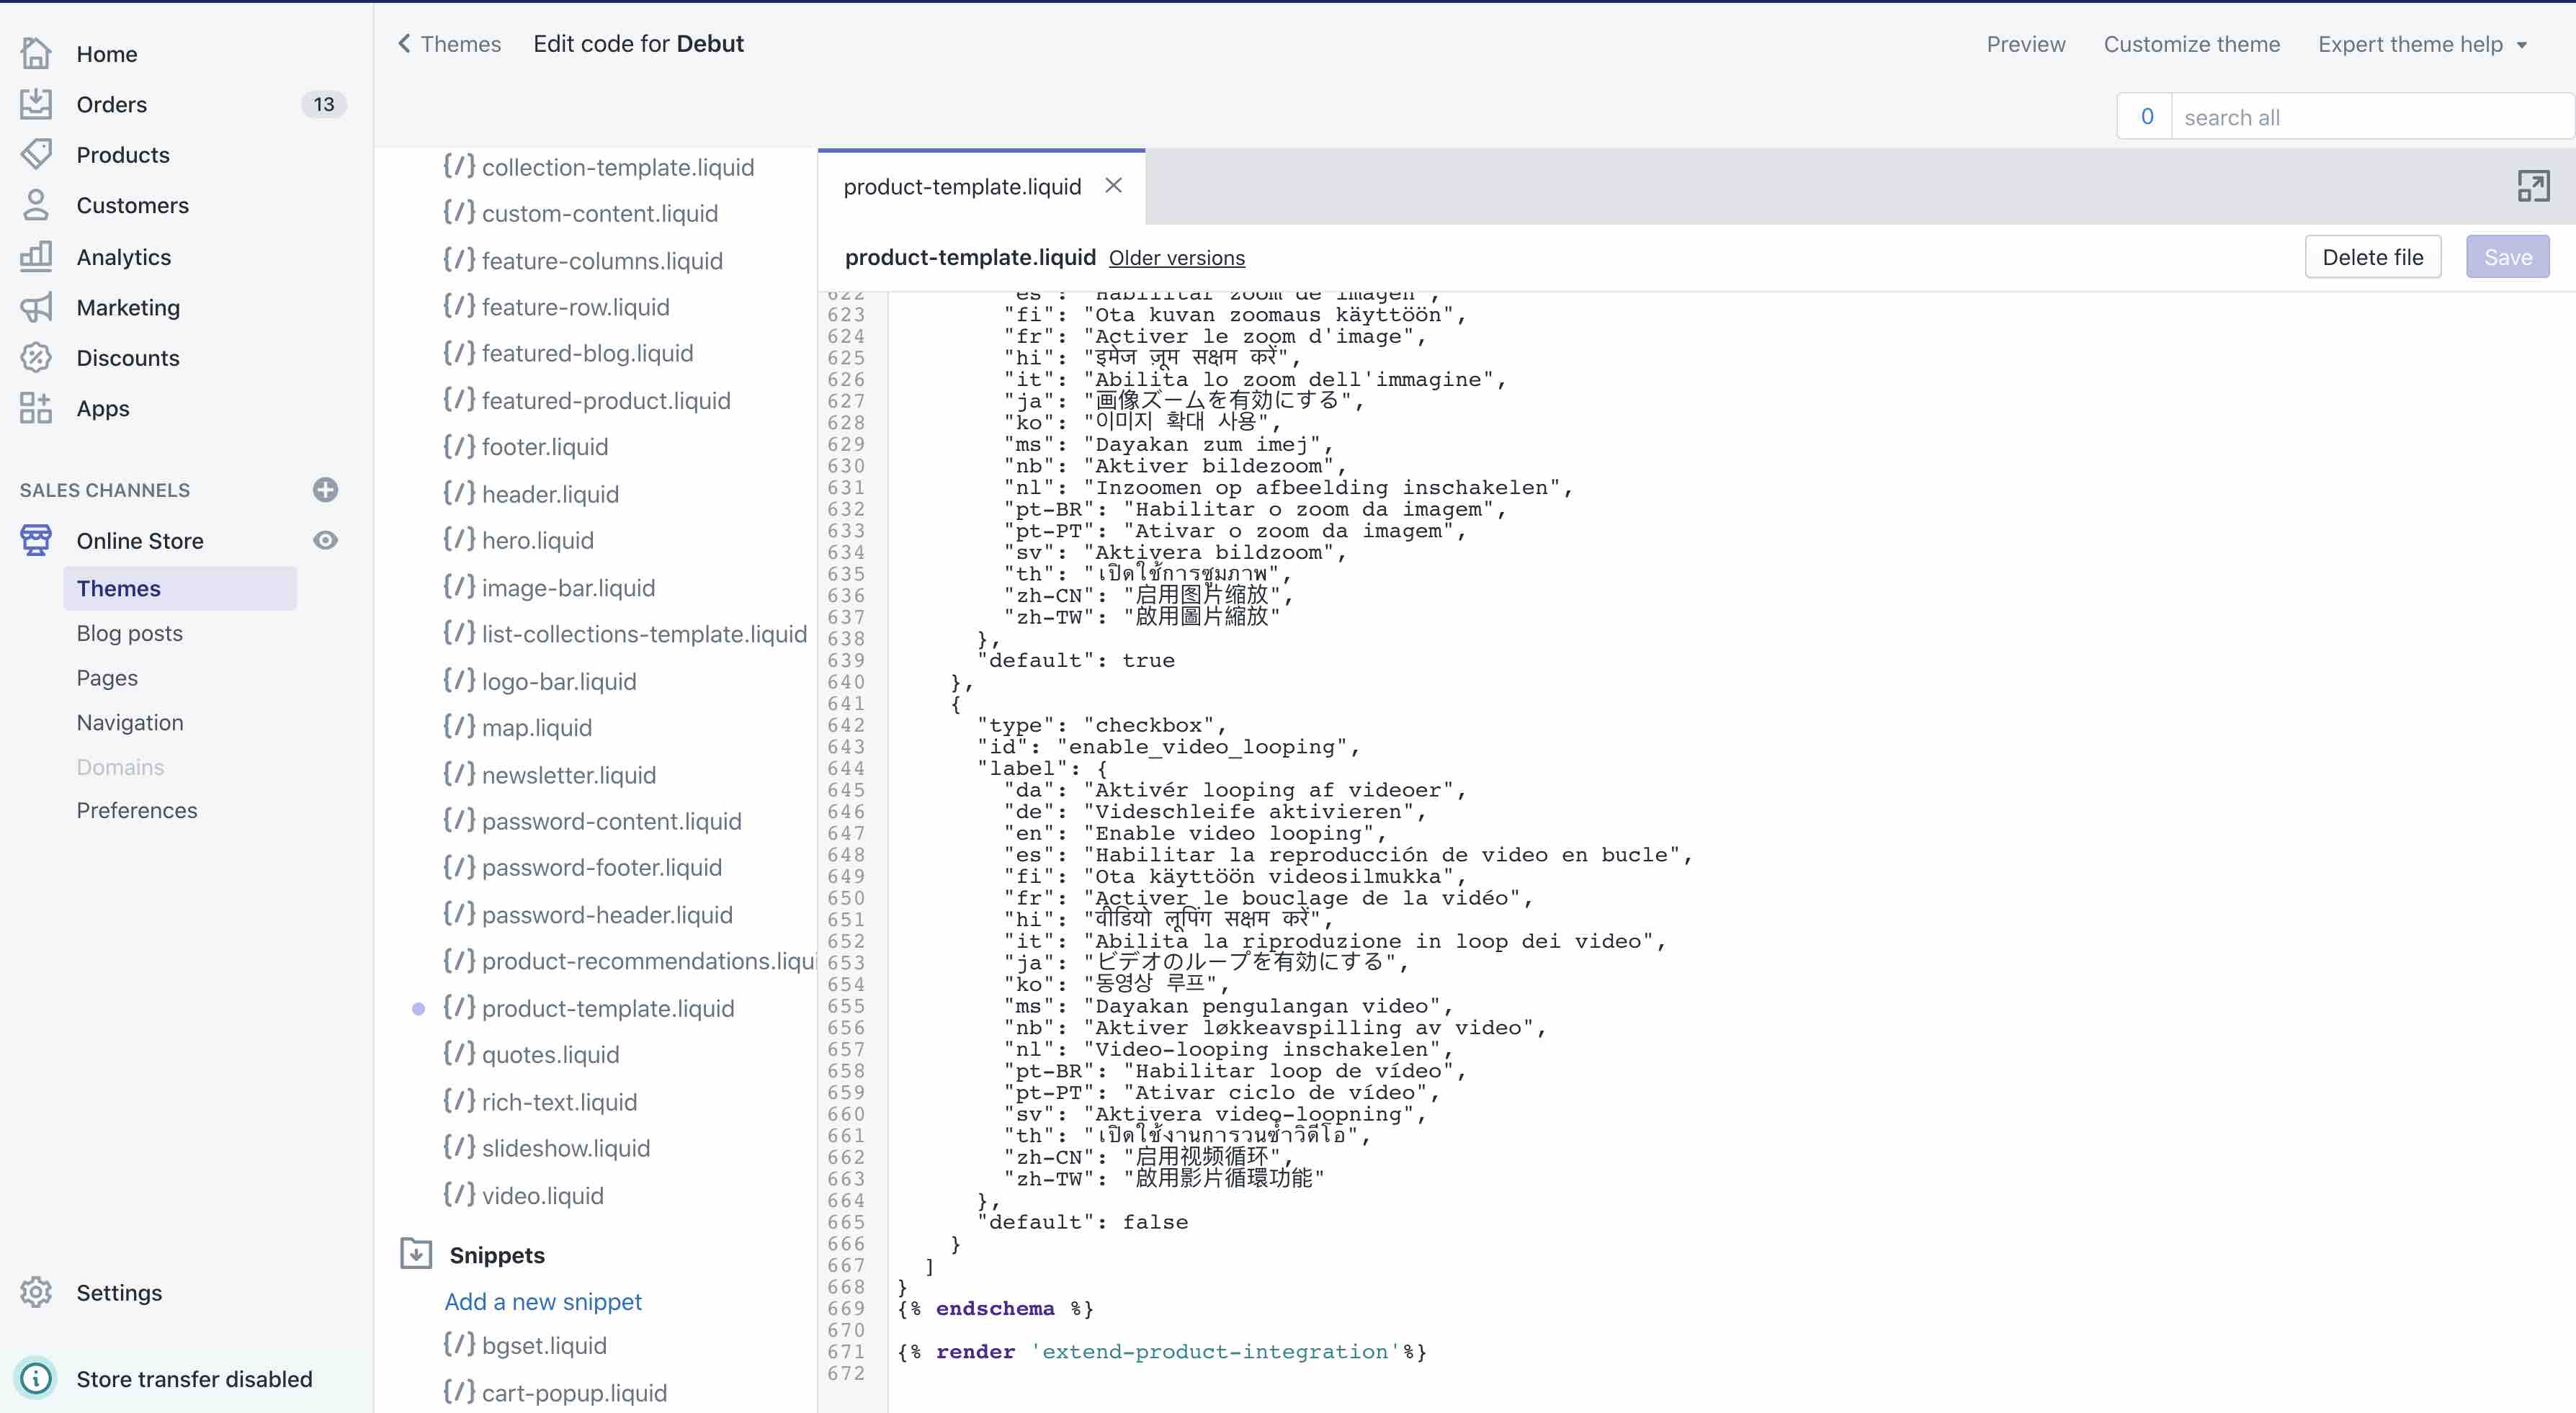 Home
Orders 13
Products
Customers
Analytics
Marketing
Discounts
Apps
SALES CHANNELS
Online Store
Themes
Blog posts
Pages
Navigation
Domains
Preferences
Settings
Store transfer disabled
Themes Edit code for Debut
Preview Customize theme Expert theme help
0 search all
{/} collection-template.liquid
{/} custom-content.liquid
{/} feature-columns.liquid
{/} feature-row.liquid
{/} featured-blog.liquid
{/} featured-product.liquid
{/} footer.liquid
{/} header.liquid
{/} hero.liquid
{/} image-bar.liquid
{/} list-collections-template.liquid
{/} logo-bar.liquid
{/} map.liquid
{/} newsletter.liquid
{/} password-content.liquid
{/} password-footer.liquid
{/} password-header.liquid
{/} product-recommendations.liqui
{/} product-template.liquid
{/} quotes.liquid
{/} rich-text.liquid
{/} slideshow.liquid
{/} video.liquid
Snippets
Add a new snippet
{/} bgset.liquid
{/} cart-popup.liquid
product-template.liquid
product-template.liquid Older versions Delete file Save
622 "es": "Habilitar zoom de imagen",
623 "fi": "Ota kuvan zoomaus käyttöön",
624 "fr": "Activer le zoom d'image",
625 "hi": "इमेज ज़ूम सक्षम करें",
626 "it": "Abilita lo zoom dell'immagine",
627 "ja": "画像ズームを有効にする",
628 "ko": "이미지 확대 사용",
629 "ms": "Dayakan zum imej",
630 "nb": "Aktiver bildezoom",
631 "nl": "Inzoomen op afbeelding inschakelen",
632 "pt-BR": "Habilitar o zoom da imagem",
633 "pt-PT": "Ativar o zoom da imagem",
634 "sv": "Aktivera bildzoom",
635 "th": "เปิดใช้การซูมภาพ",
636 "zh-CN": "启用图片缩放",
637 "zh-TW": "啟用圖片縮放"
638 },
639 "default": true
640 },
641 {
642 "type": "checkbox",
643 "id": "enable_video_looping",
644 "label": {
645 "da": "Aktivér looping af videoer",
646 "de": "Videschleife aktivieren",
647 "en": "Enable video looping",
648 "es": "Habilitar la reproducción de video en bucle",
649 "fi": "Ota käyttöön videosilmukka",
650 "fr": "Activer le bouclage de la vidéo",
651 "hi": "वीडियो लूपिंग सक्षम करें",
652 "it": "Abilita la riproduzione in loop dei video",
653 "ja": "ビデオのループを有効にする",
654 "ko": "동영상 루프",
655 "ms": "Dayakan pengulangan video",
656 "nb": "Aktiver løkkeavspilling av video",
657 "nl": "Video-looping inschakelen",
658 "pt-BR": "Habilitar loop de vídeo",
659 "pt-PT": "Ativar ciclo de vídeo",
660 "sv": "Aktivera video-loopning",
661 "th": "เปิดใช้งานการวนซ้ำวิดีโอ",
662 "zh-CN": "启用视频循环",
663 "zh-TW": "啟用影片循環功能"
664 },
665 "default": false
666 }
667 ]
668 }
669 {% endschema %}
670
671 {% render 'extend-product-integration'%}
672